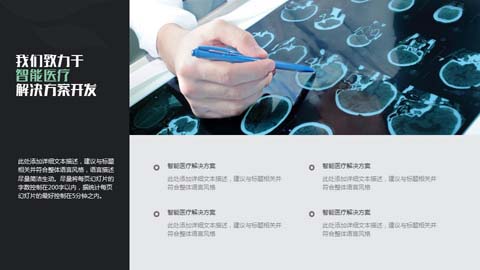 我们致力于
智能医疗
解决方案开发
此处添加详细文本描述，建议与标题
相关并符合整体语言风格，语言描述
尽量简洁生动。尽量将每页幻灯片的
字数控制在200字以内，据统计每页
幻灯片的最好控制在5分钟之内。
智能医疗解决方案
此处添加详细文本描述，建议与标题相关并
符合整体语言风格
智能医疗解决方案
此处添加详细文本描述，建议与标题相关并
符合整体语言风格
智能医疗解决方案
此处添加详细文本描述，建议与标题相关并
符合整体语言风格
智能医疗解决方案
此处添加详细文本描述，建议与标题相关并
符合整体语言风格